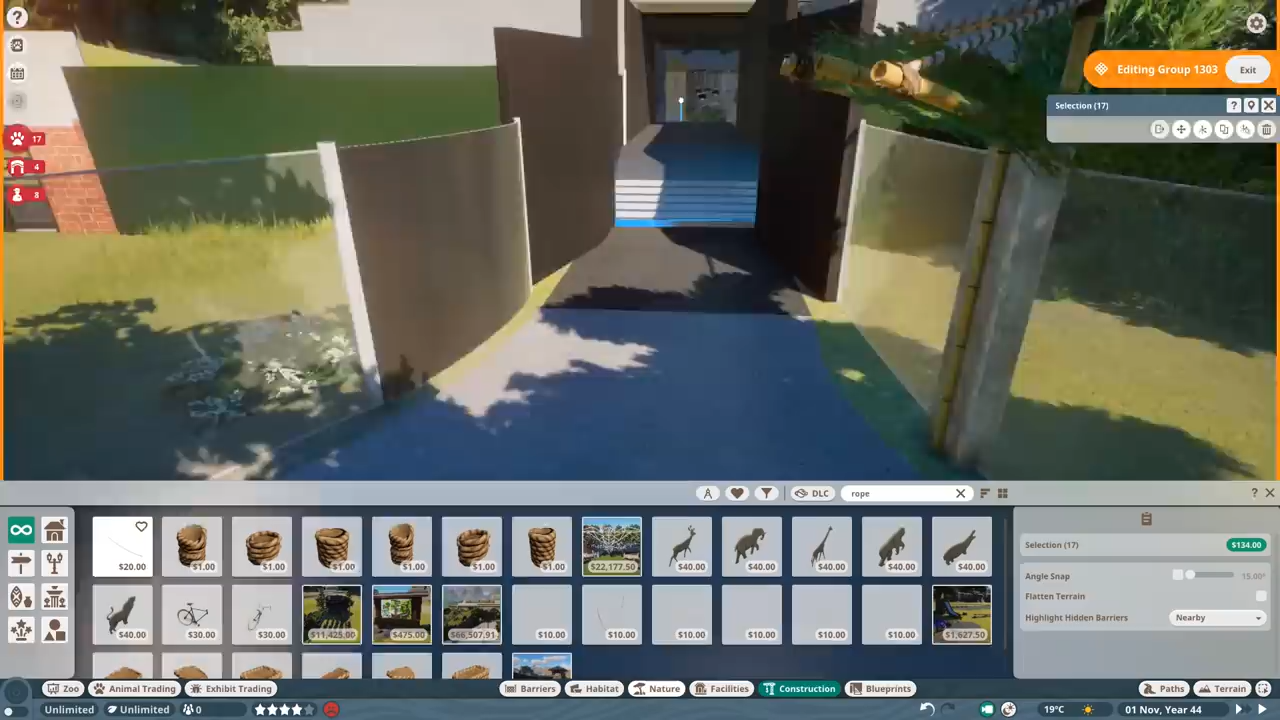 ?
Editing Group 1303
Exit
Selection (17)
?
17
4
8
DLC
rope
?
$20.00
$1.00
$1.00
$1.00
$1.00
$1.00
$1.00
$22,177.50
$40.00
$40.00
$40.00
$40.00
$40.00
$40.00
$30.00
$30.00
$11,425.00
$475.00
$66,507.91
$10.00
$10.00
$10.00
$10.00
$10.00
$1,627.50
Selection (17)
$134.00
Angle Snap
15.00°
Flatten Terrain
Highlight Hidden Barriers
Nearby
Zoo
Animal Trading
Exhibit Trading
Barriers
Habitat
Nature
Facilities
Construction
Blueprints
Paths
Terrain
Unlimited
Unlimited
0
19°C
01 Nov, Year 44